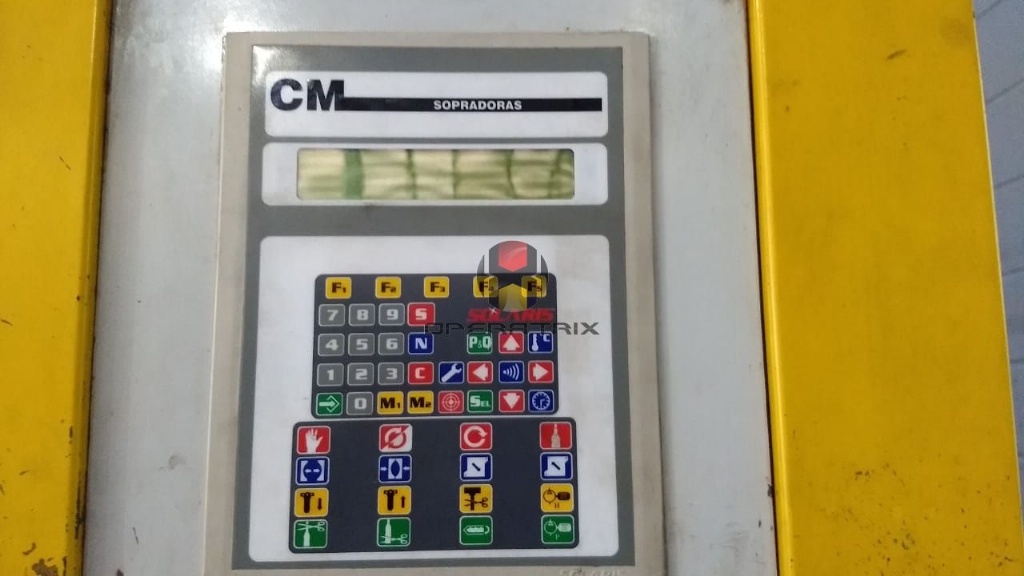 CM
SOPRADORAS
F1 F2 F3
7 8 9 S SOLARIS
OPERATRIX
4 5 6 N P&Q °C
1 2 3 C
0 M1 M2 SEL